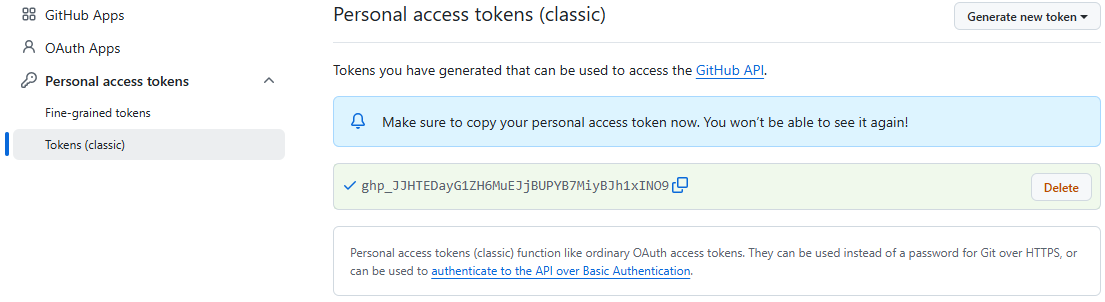 GitHub Apps
OAuth Apps
Personal access tokens
Fine-grained tokens
Tokens (classic)
Personal access tokens (classic)
Generate new token
Tokens you have generated that can be used to access the GitHub API.
Make sure to copy your personal access token now. You won’t be able to see it again!
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
Delete
Personal access tokens (classic) function like ordinary OAuth access tokens. They can be used instead of a password for Git over HTTPS, or
can be used to authenticate to the API over Basic Authentication.